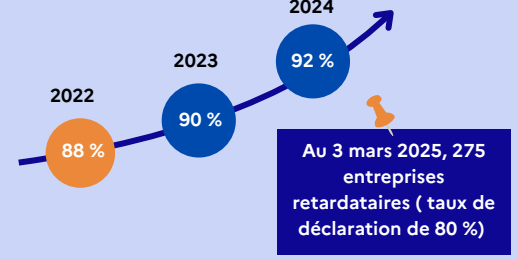 2024
2023
92 %
2022
90 %
88 %
Au 3 mars 2025, 275
entreprises
retardataires ( taux de
déclaration de 80 %)